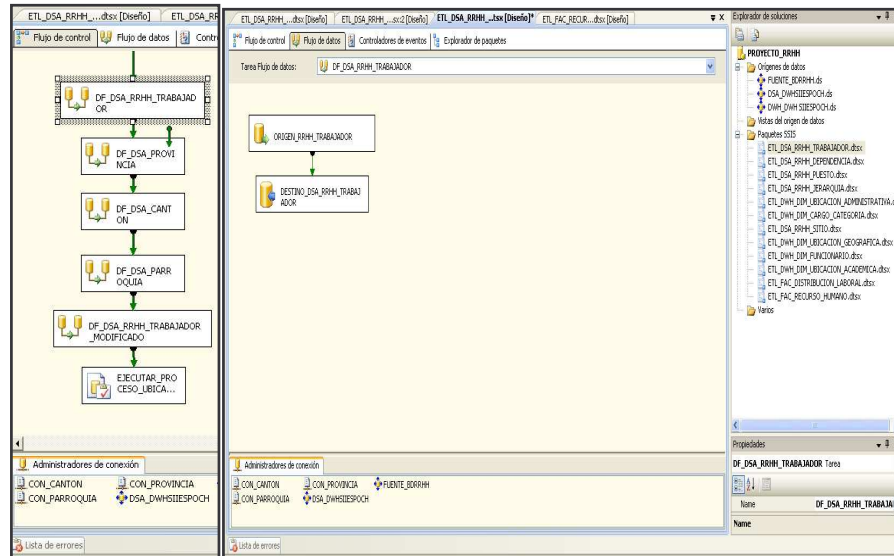 ETL_DSA_RRHH_...dtsx [Diseño]
ETL_DSA_RR
Flujo de control
Flujo de datos
Contr
DF_DSA_RRHH_TRABAJAD
OR
DF_DSA_PROVI
NCIA
DF_DSA_CANT
ON
DF_DSA_PARR
OQUIA
DF_DSA_RRHH_TRABAJADOR
_MODIFICADO
EJECUTAR_PRO
CESO_UBICA...
Administradores de conexión
CON_CANTON
CON_PROVINCIA
CON_PARROQUIA
DSA_DWHSIIESPOCH
Lista de errores
ETL_DSA_RRHH_...dtsx [Diseño]
ETL_DSA_RRHH_...sx:2 [Diseño]
ETL_DSA_RRHH_...tsx [Diseño]*
ETL_FAC_RECUR...dtsx [Diseño]
Flujo de control
Flujo de datos
Controladores de eventos
Explorador de paquetes
Tarea Flujo de datos:
DF_DSA_RRHH_TRABAJADOR
ORIGEN_RRHH_TRABAJADOR
DESTINO_DSA_RRHH_TRABAJ
ADOR
Administradores de conexión
CON_CANTON
CON_PROVINCIA
FUENTE_BDRRHH
CON_PARROQUIA
DSA_DWHSIIESPOCH
Lista de errores
Explorador de soluciones
PROYECTO_RRHH
Orígenes de datos
FUENTE_BDRRHH.ds
DSA_DWHSIIESPOCH.ds
DWH_DWH SIIESPOCH.ds
Vistas del origen de datos
Paquetes SSIS
ETL_DSA_RRHH_TRABAJADOR.dtsx
ETL_DSA_RRHH_DEPENDENCIA.dtsx
ETL_DSA_RRHH_PUESTO.dtsx
ETL_DSA_RRHH_JERARQUIA.dtsx
ETL_DWH_DIM_UBICACION_ADMINISTRATIVA.d
ETL_DWH_DIM_CARGO_CATEGORIA.dtsx
ETL_DSA_RRHH_SITIO.dtsx
ETL_DWH_DIM_UBICACION_GEOGRAFICA.dtsx
ETL_DWH_DIM_FUNCIONARIO.dtsx
ETL_DWH_DIM_UBICACION_ACADEMICA.dtsx
ETL_FAC_DISTRIBUCION_LABORAL.dtsx
ETL_FAC_RECURSO_HUMANO.dtsx
Varios
Propiedades
DF_DSA_RRHH_TRABAJADOR Tarea
Name
DF_DSA_RRHH_TRABAJA
Name